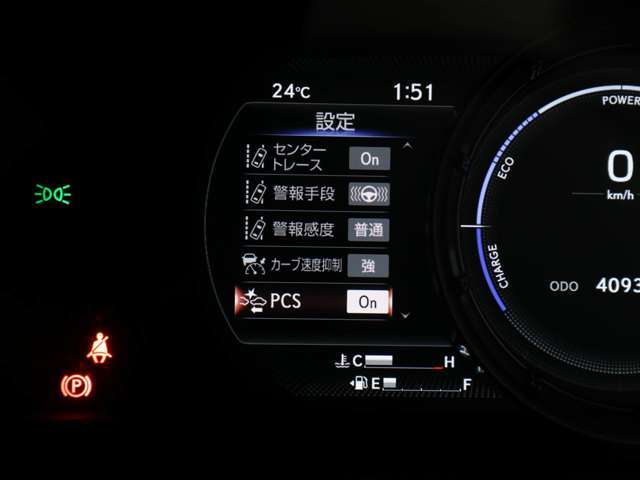 24℃
1:51
設定
センター
トレース
On
警報手段
警報感度
普通
カーブ速度抑制
強
PCS
On
C
H
E
F
POWER
ECO
CHARGE
0
km/h
ODO
4093
P